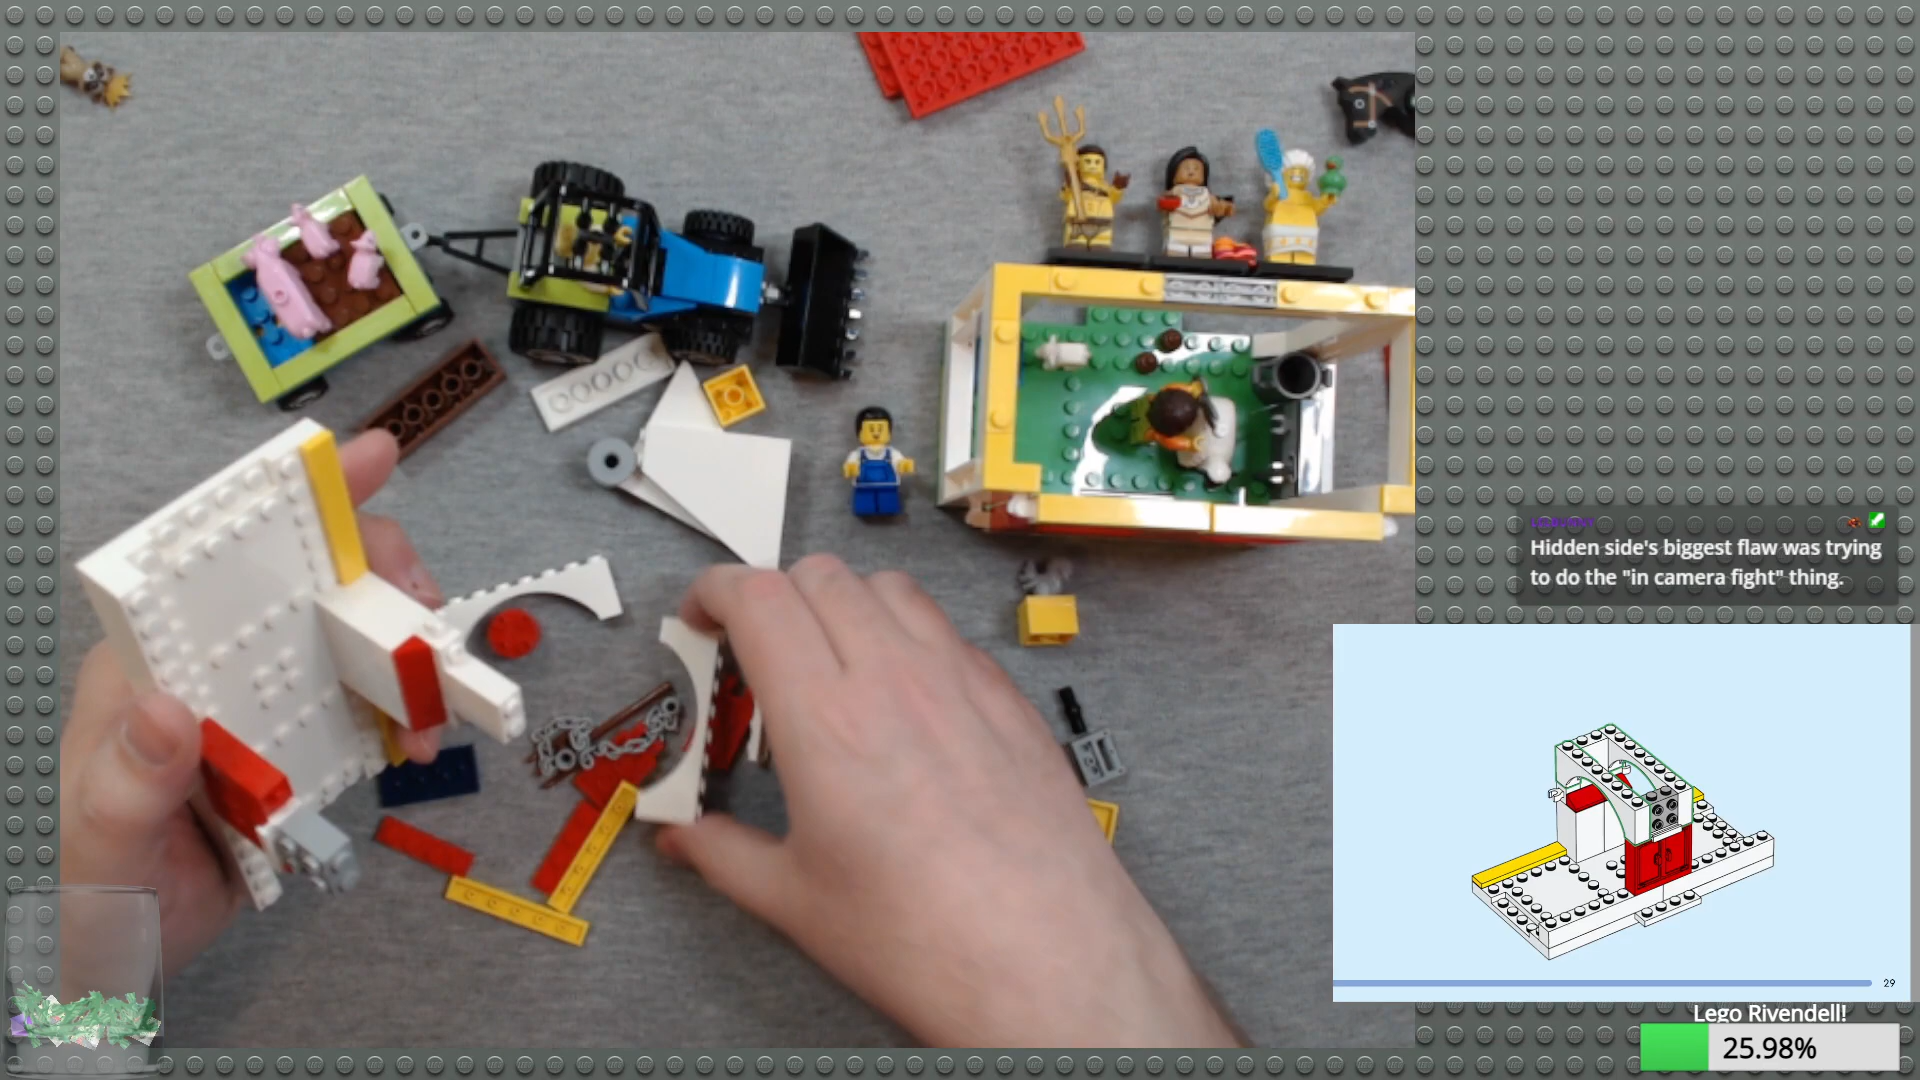 Hidden side's biggest flaw was trying
to do the "in camera fight" thing.
29
Lego Rivendell!
25.98%